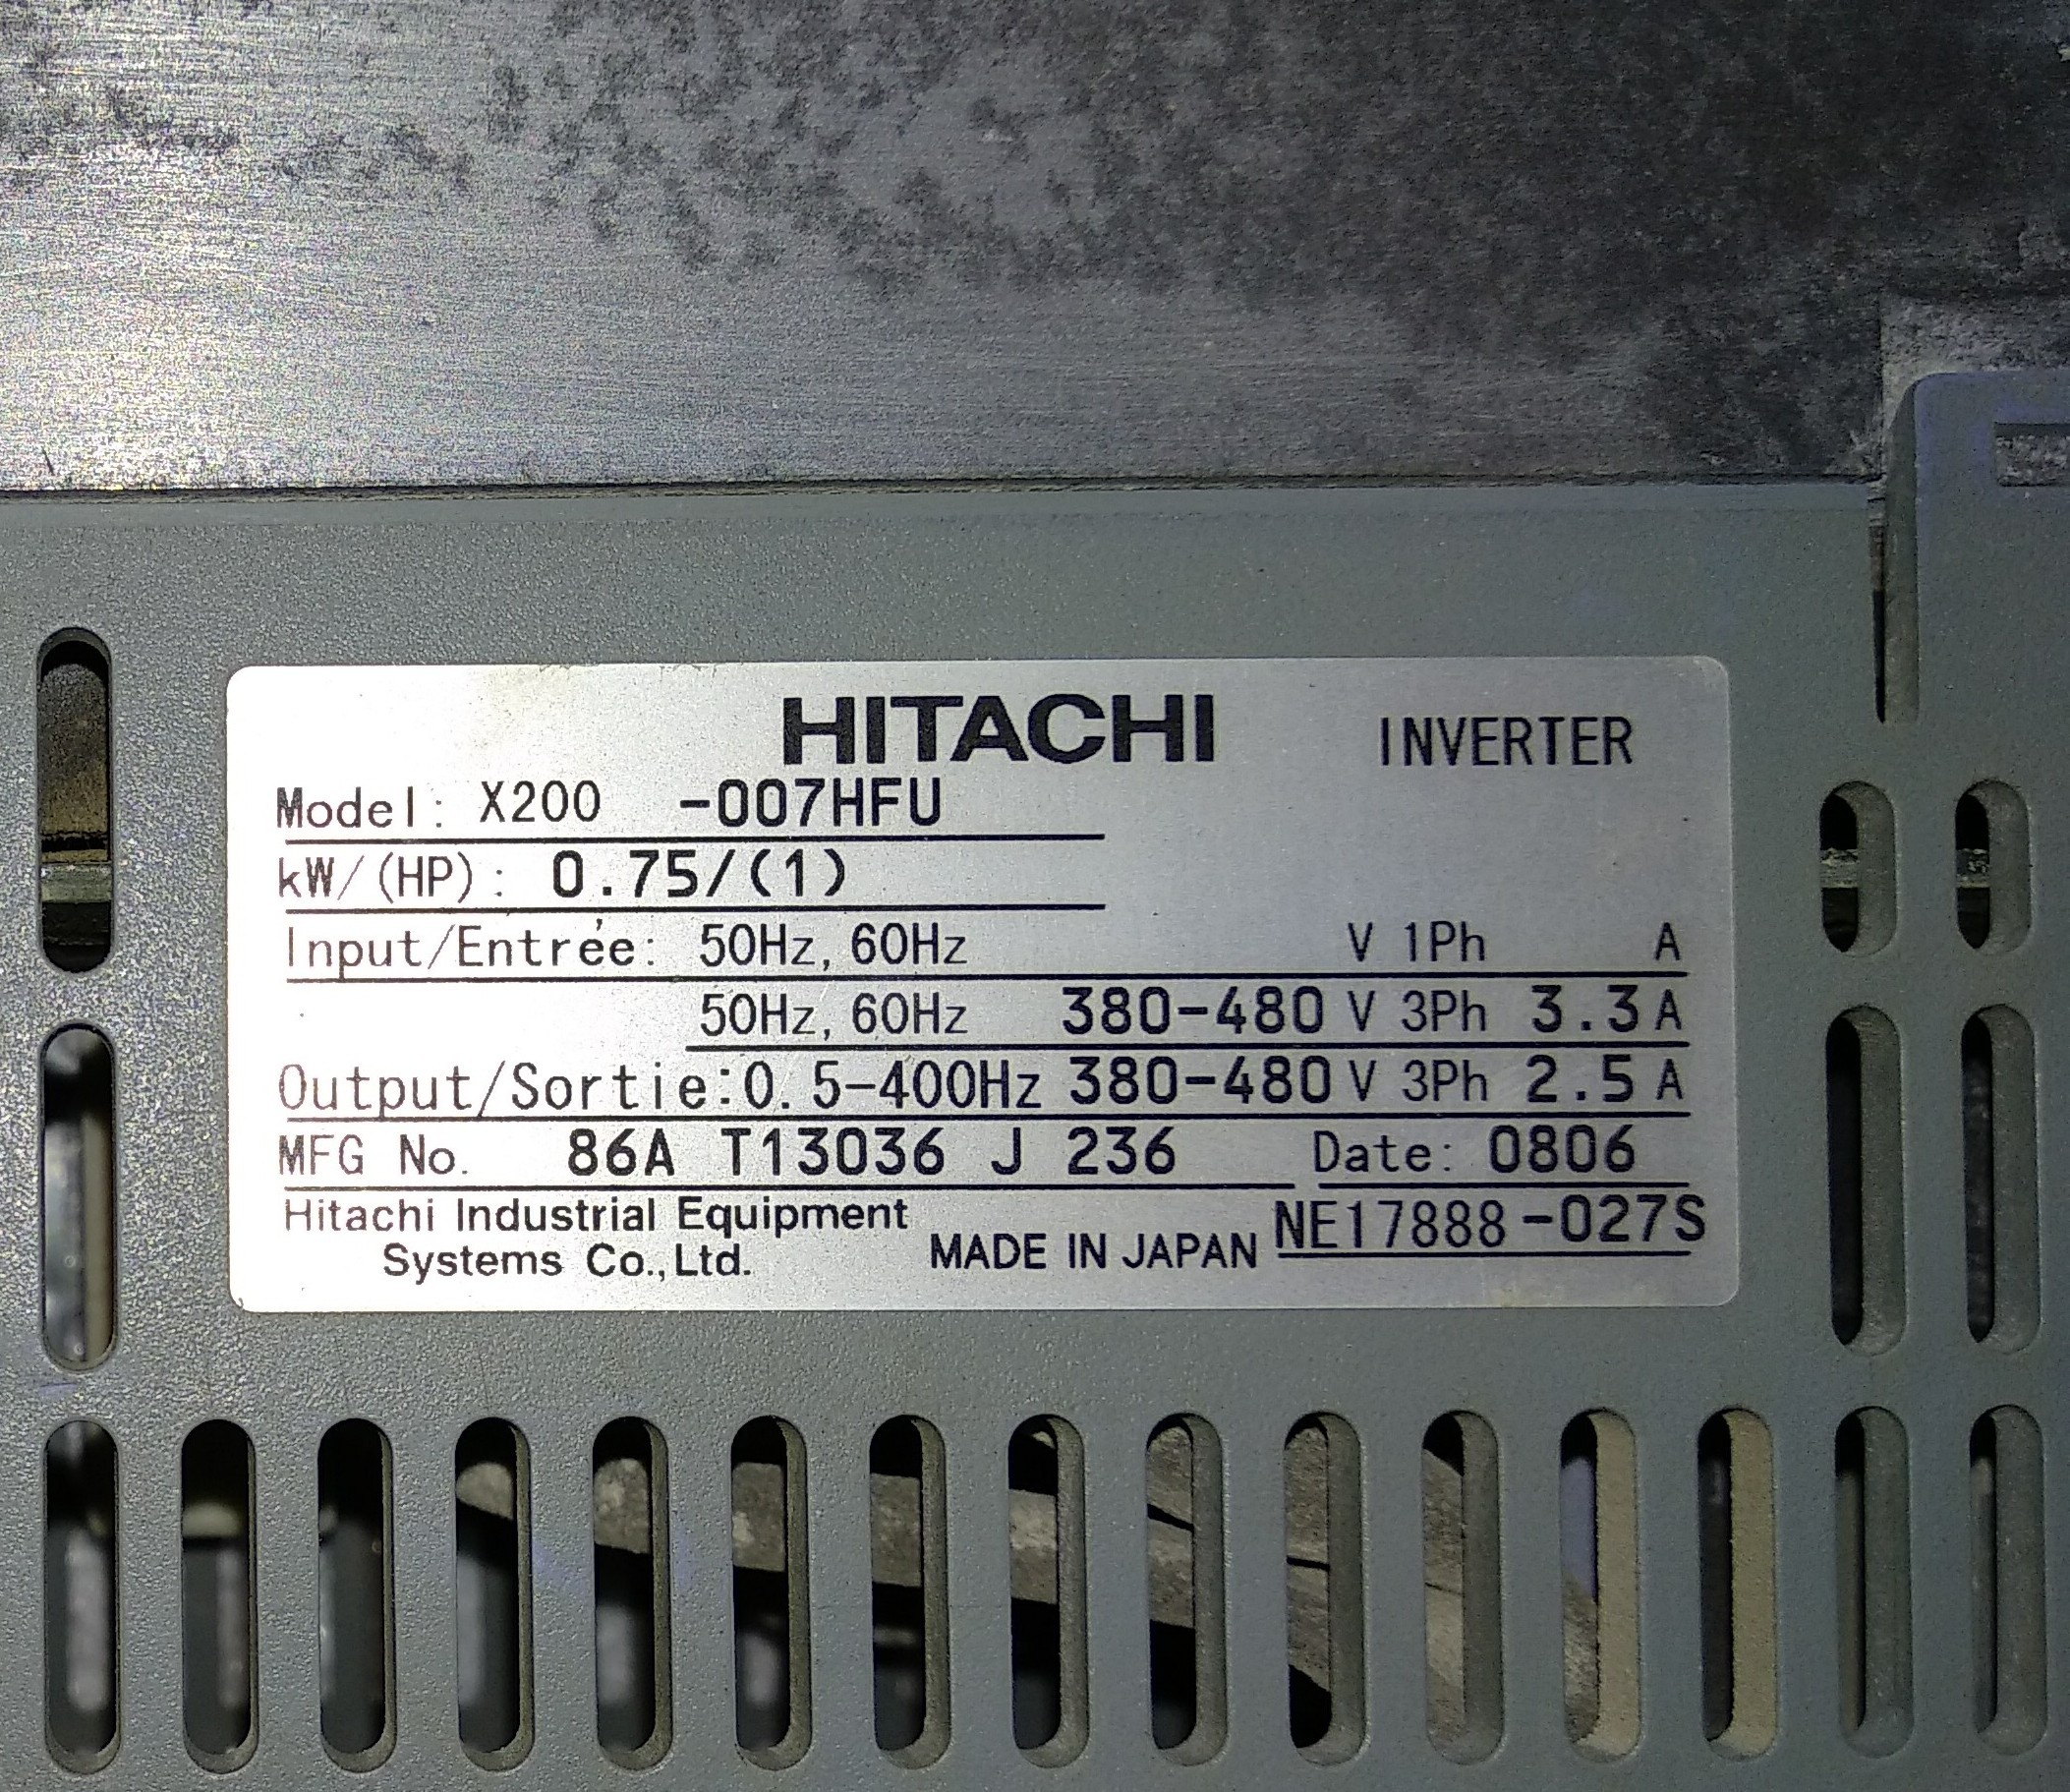 HITACHI INVERTER
Model: X200 -007HFU
kW/(HP): 0.75/(1)
Input/Entrée: 50Hz, 60Hz V 1Ph A
50Hz, 60Hz 380-480 V 3Ph 3.3 A
Output/Sortie:0.5-400Hz 380-480 V 3Ph 2.5 A
MFG No. 86A T13036 J 236 Date: 0806
Hitachi Industrial Equipment
Systems Co.,Ltd. MADE IN JAPAN NE17888-027S